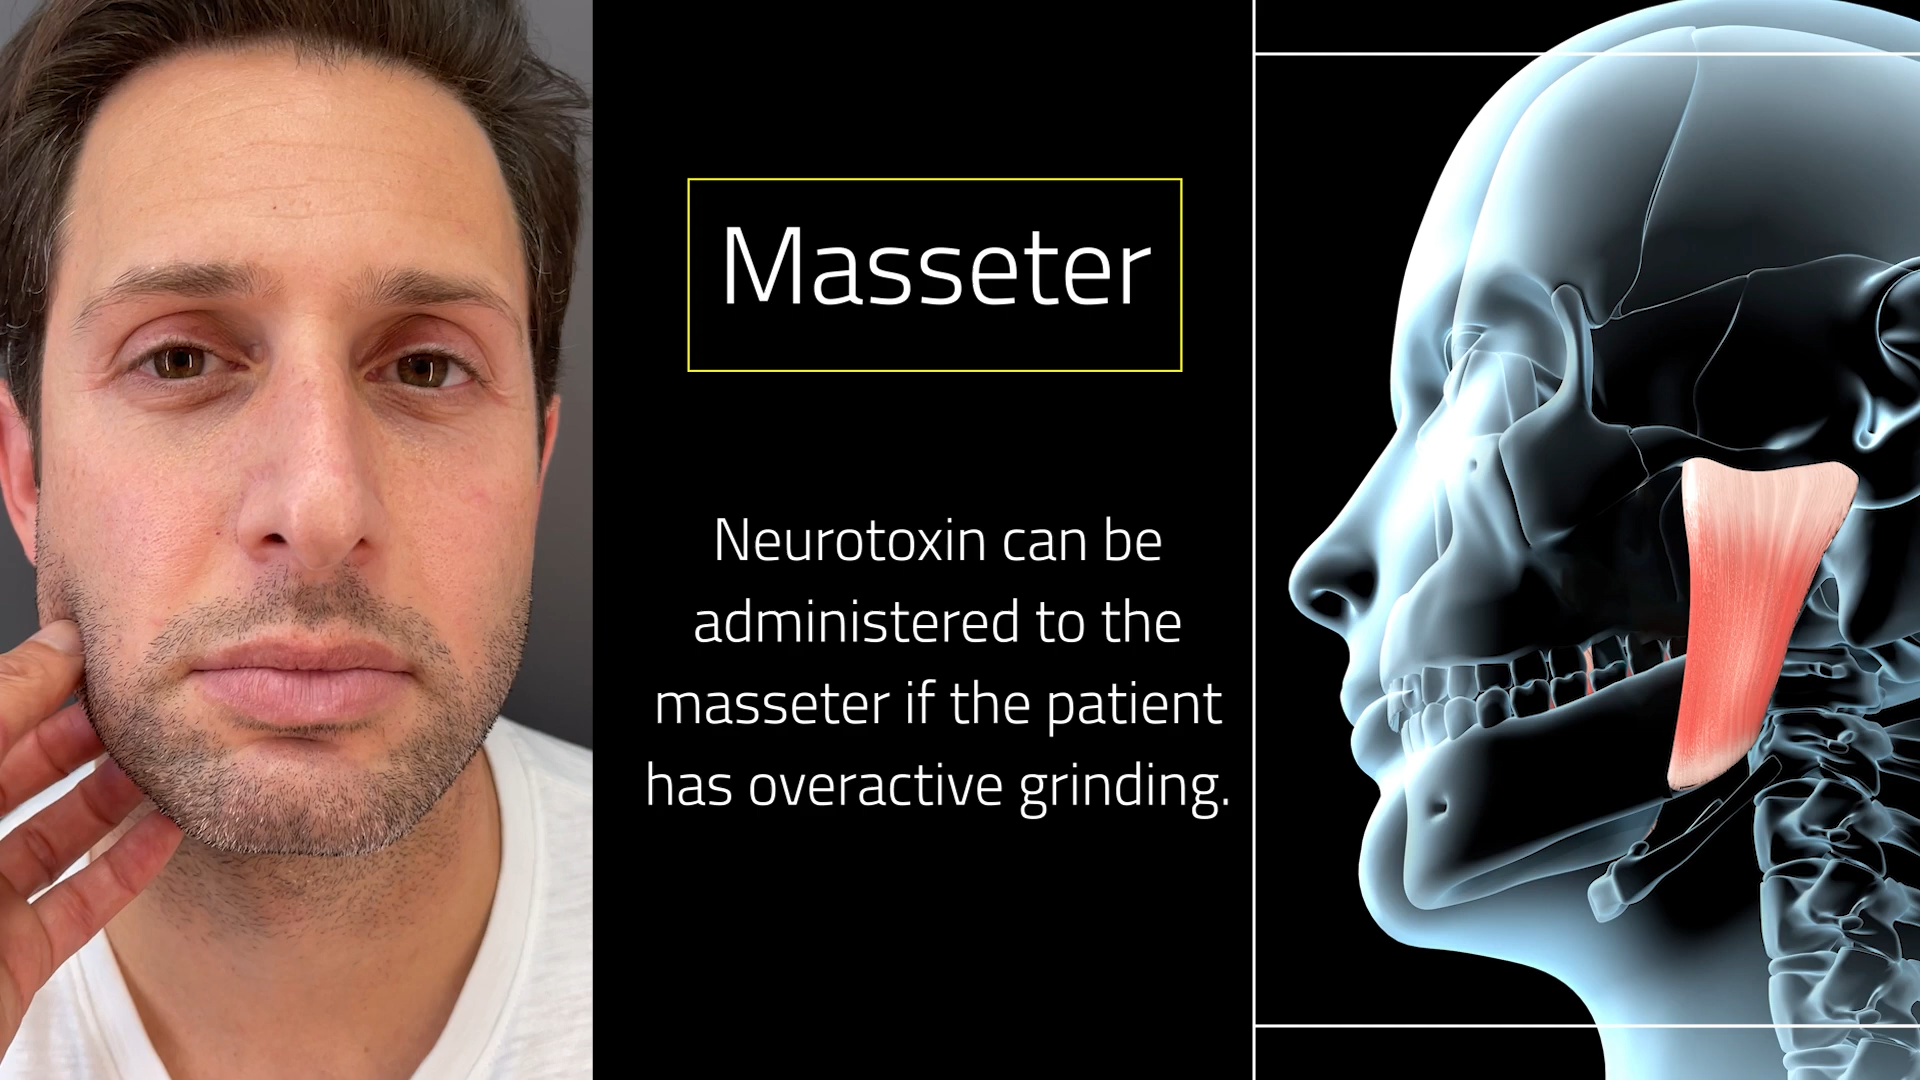 Masseter
Neurotoxin can be
administered to the
masseter if the patient
has overactive grinding.